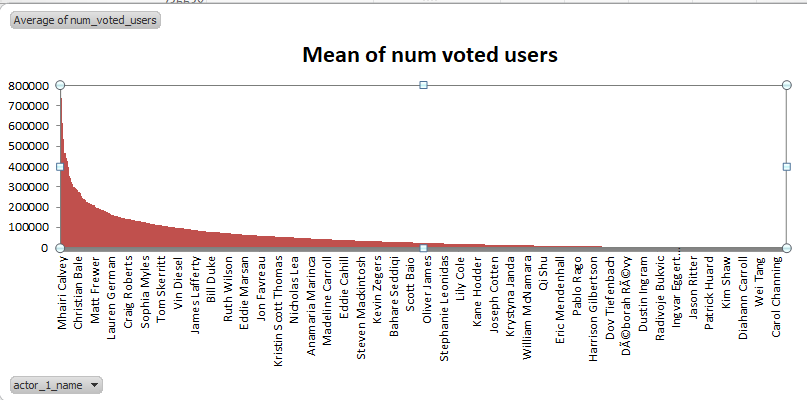 Average of num_voted_users
Mean of num voted users
800000
700000
600000
500000
400000
300000
200000
100000
0
Mhairi Calvey
Christian Bale
Matt Frewer
Lauren German
Craig Roberts
Sophia Myles
Tom Skerritt
Vin Diesel
James Lafferty
Bill Duke
Ruth Wilson
Eddie Marsan
Jon Favreau
Kristin Scott Thomas
Nicholas Lea
Anamaria Marinca
Madeline Carroll
Eddie Cahill
Steven Mackintosh
Kevin Zegers
Bahare Seddiqi
Scott Baio
Oliver James
Stephanie Leonidas
Lily Cole
Kane Hodder
Joseph Cotten
Krystyna Janda
William McNamara
Qi Shu
Eric Mendenhall
Pablo Rago
Harrison Gilbertson
Dov Tiefenbach
DÃ©borah RÃ©vy
Dustin Ingram
Radivoje Bukvic
Ingvar Eggert…
Jason Ritter
Patrick Huard
Kim Shaw
Diahann Carroll
Wei Tang
Carol Channing
actor_1_name